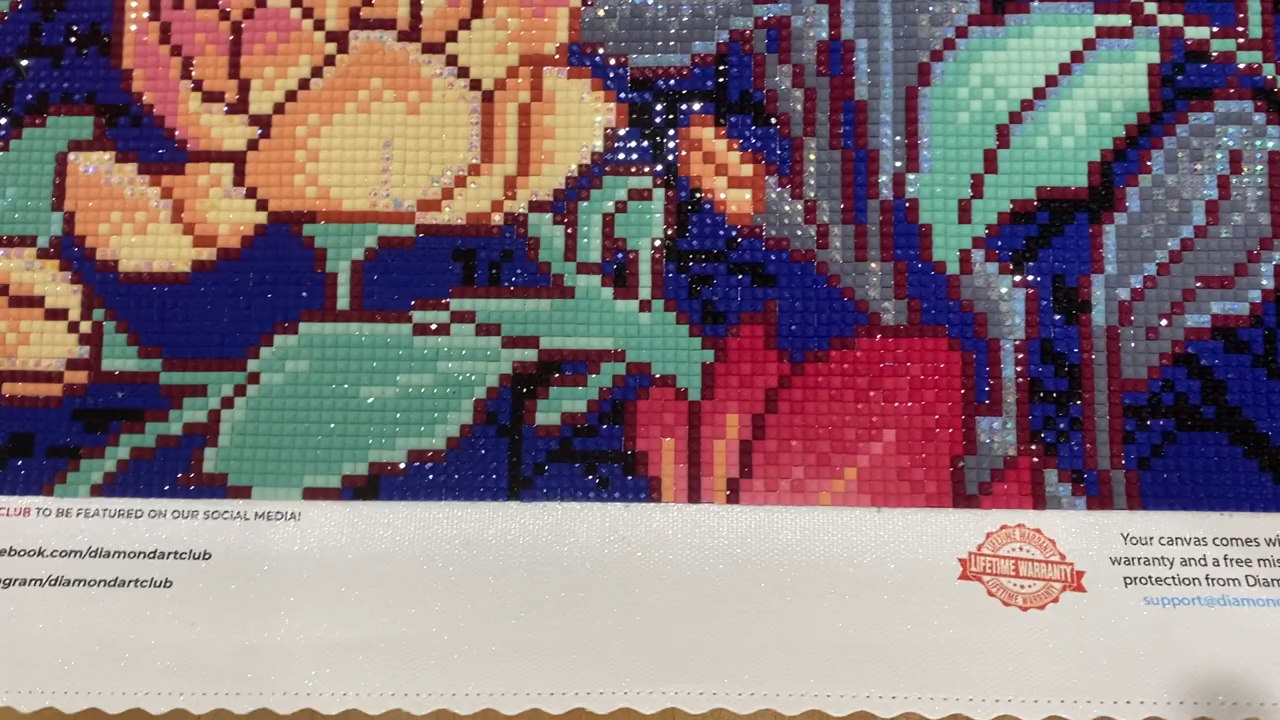 CLUB TO BE FEATURED ON OUR SOCIAL MEDIA!
ebook.com/diamondartclub
gram/diamondartclub
LIFETIME WARRANTY
LIFETIME WARRANTY
LIFETIME WARRANTY
Your canvas comes wi
warranty and a free mis
protection from Diam
support@diamond